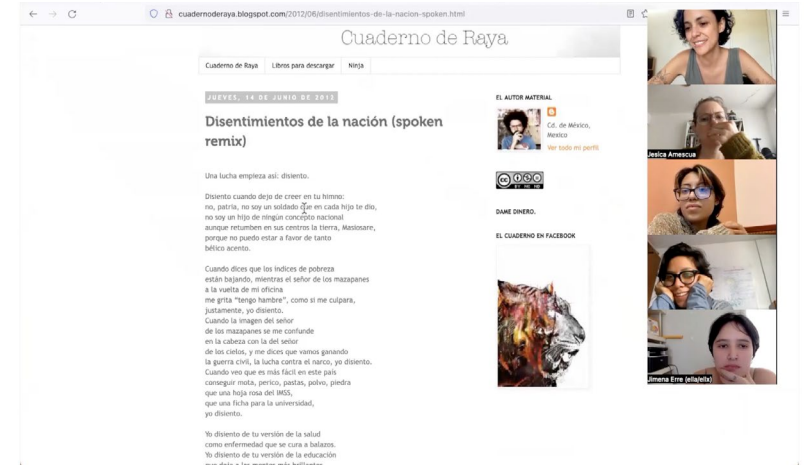 cuadernoderaya.blogspot.com/2012/06/disentimientos-de-la-nacion-spoken.html
Cuaderno de Raya
Cuaderno de Raya
Libros para descargar
Ninja
JUEVES, 14 DE JUNIO DE 2012
Disentimientos de la nación (spoken
remix)
Una lucha empieza así: disiento.
Disiento cuando dejo de creer en tu himno:
no, patria, no soy un soldado que en cada hijo te dio,
no soy un hijo de ningún concepto nacional
aunque retumben en sus centros la tierra, Masiosare,
porque no puedo estar a favor de tanto
bélico acento.
Cuando dices que los índices de pobreza
están bajando, mientras el señor de los mazapanes
a la vuelta de mi oficina
me grita "tengo hambre", como si me culpara,
justamente, yo disiento.
Cuando la imagen del señor
de los mazapanes se me confunde
en la cabeza con la del señor
de los cielos, y me dices que vamos ganando
la guerra civil, la lucha contra el narco, yo disiento.
Cuando veo que es más fácil en este país
conseguir mota, perico, pastas, polvo, piedra
que una hoja rosa del IMSS,
que una ficha para la universidad,
yo disiento.
Yo disiento de tu versión de la salud
como enfermedad que se cura a balazos.
Yo disiento de tu versión de la educación
que deja a las mentes más brillantes
EL AUTOR MATERIAL
Cd. de México,
Mexico
Ver todo mi perfil
CC
BY NC ND
DAME DINERO.
EL CUADERNO EN FACEBOOK
Jesica Amescua
Jimena Erre (ella/ellx)